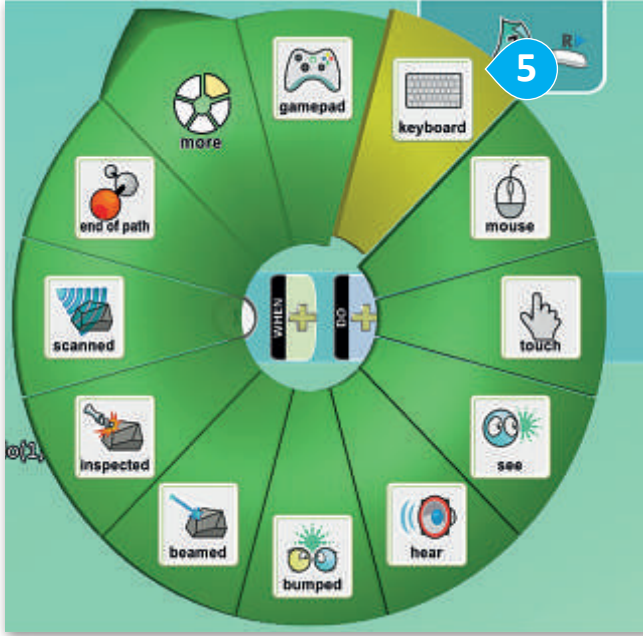 R
5
gamepad
keyboard
more
mouse
end of path
touch
scanned
WHEN
DO
see
inspected
hear
beamed
bumped